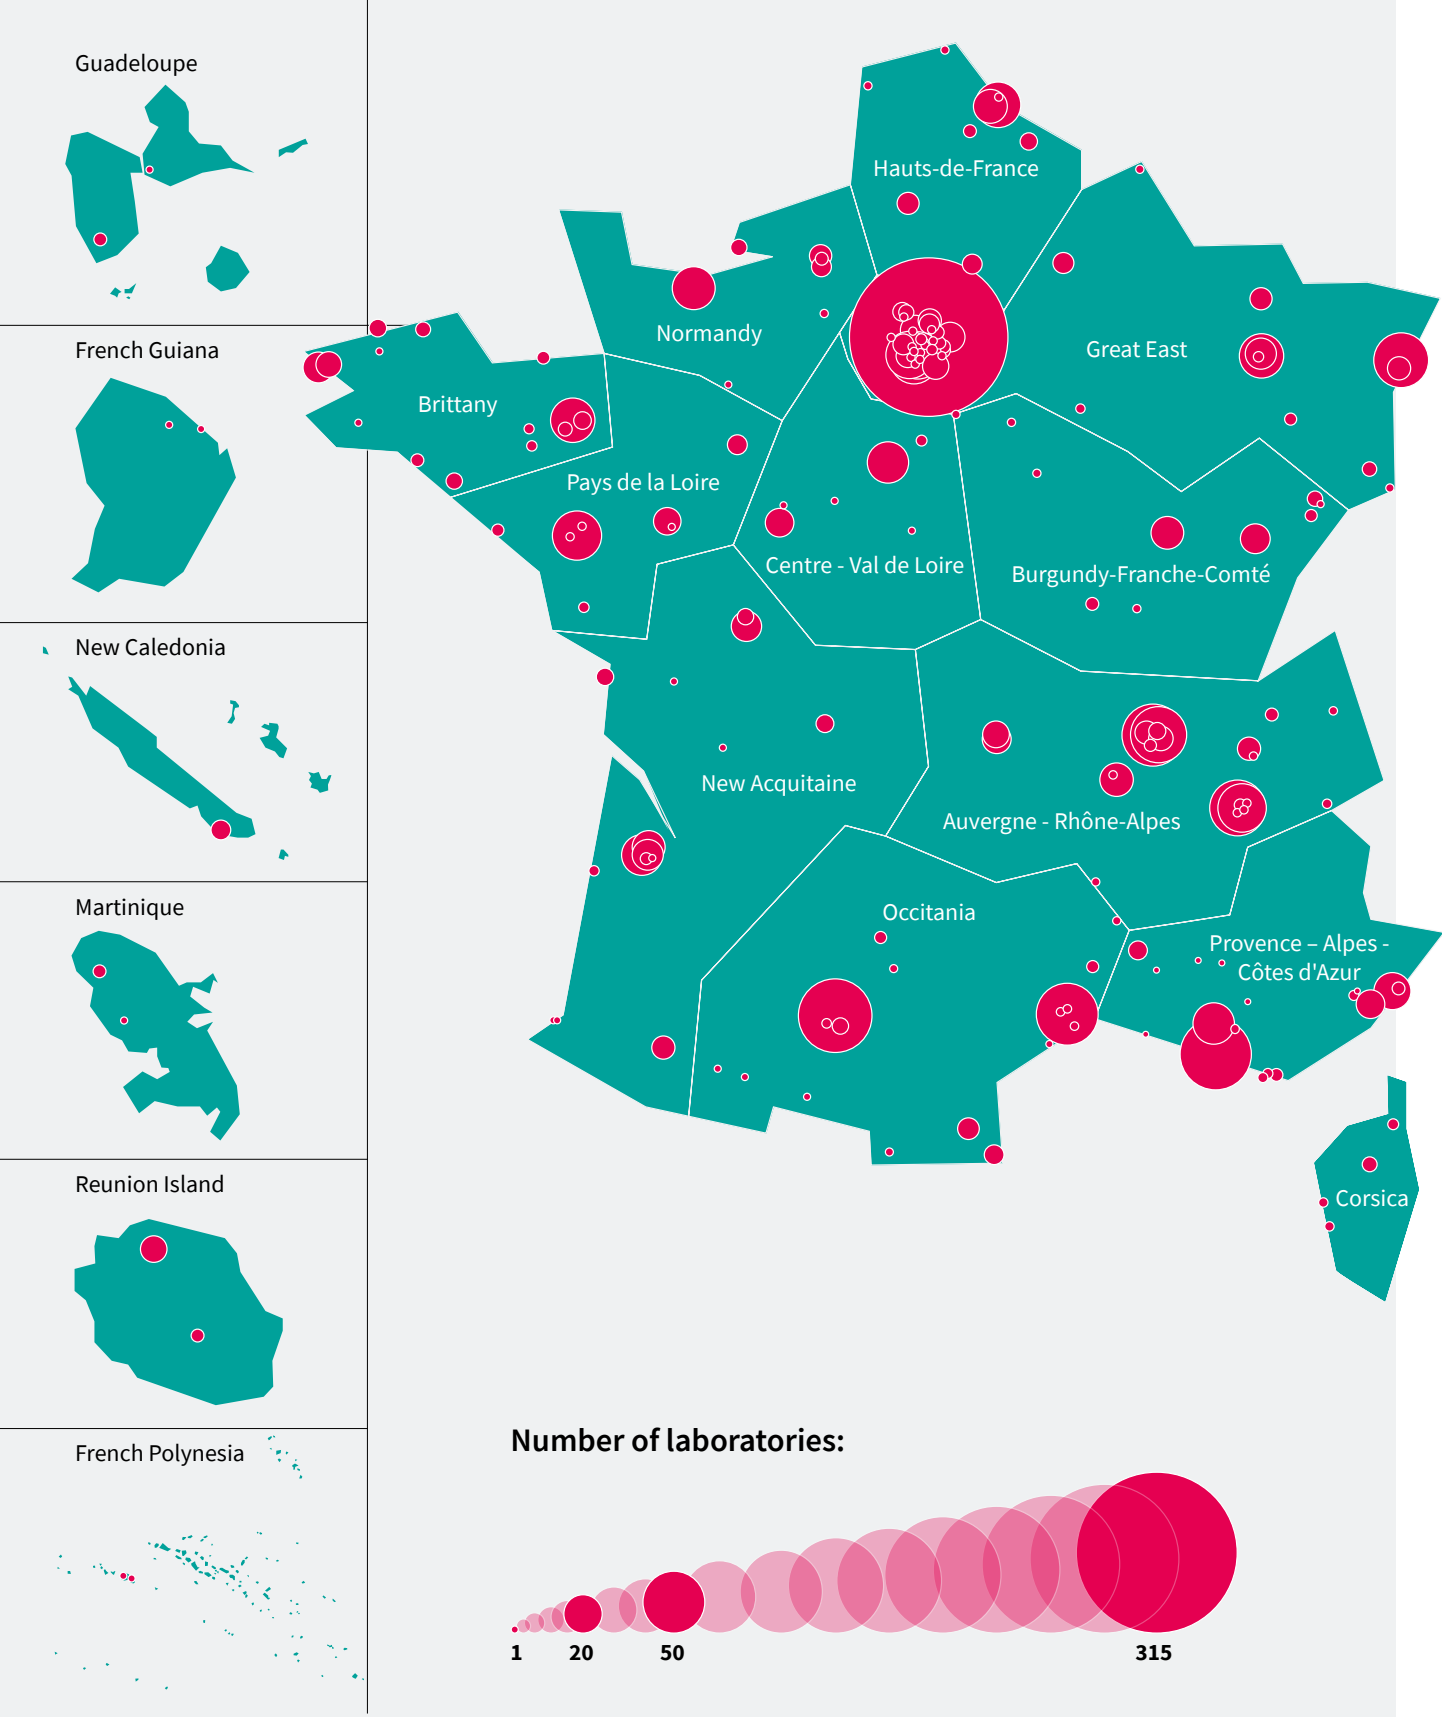 Guadeloupe
French Guiana
New Caledonia
Martinique
Reunion Island
French Polynesia
Hauts-de-France
Normandy
Great East
Brittany
Pays de la Loire
Centre - Val de Loire
Burgundy-Franche-Comté
New Acquitaine
Auvergne - Rhône-Alpes
Occitania
Provence – Alpes -
Côtes d'Azur
Corsica
Number of laboratories:
1 20 50 315